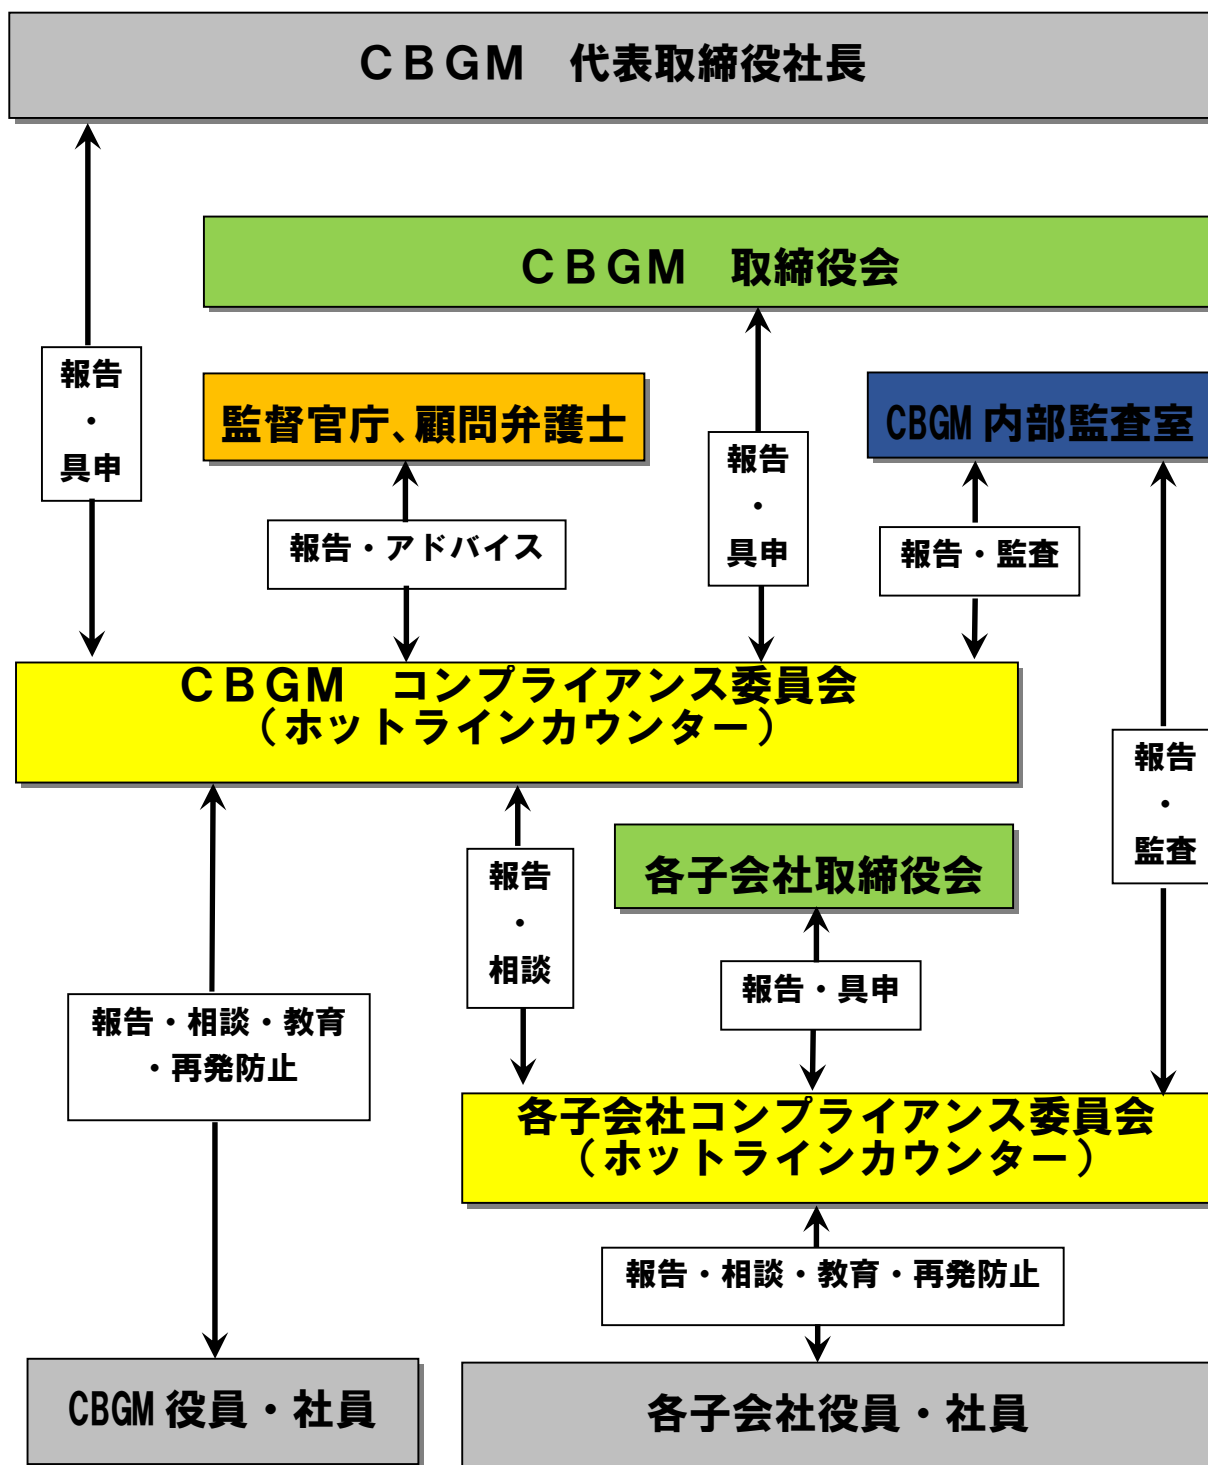 ＣＢＧＭ　代表取締役社長
ＣＢＧＭ　取締役会
報告
・
具申
監督官庁、顧問弁護士
報告
・
具申
CBGM 内部監査室
報告・アドバイス
報告・監査
ＣＢＧＭ　コンプライアンス委員会
（ホットラインカウンター）
報告
・
監査
報告
・
相談
各子会社取締役会
報告・具申
報告・相談・教育
・再発防止
各子会社コンプライアンス委員会
（ホットラインカウンター）
報告・相談・教育・再発防止
CBGM 役員・社員
各子会社役員・社員